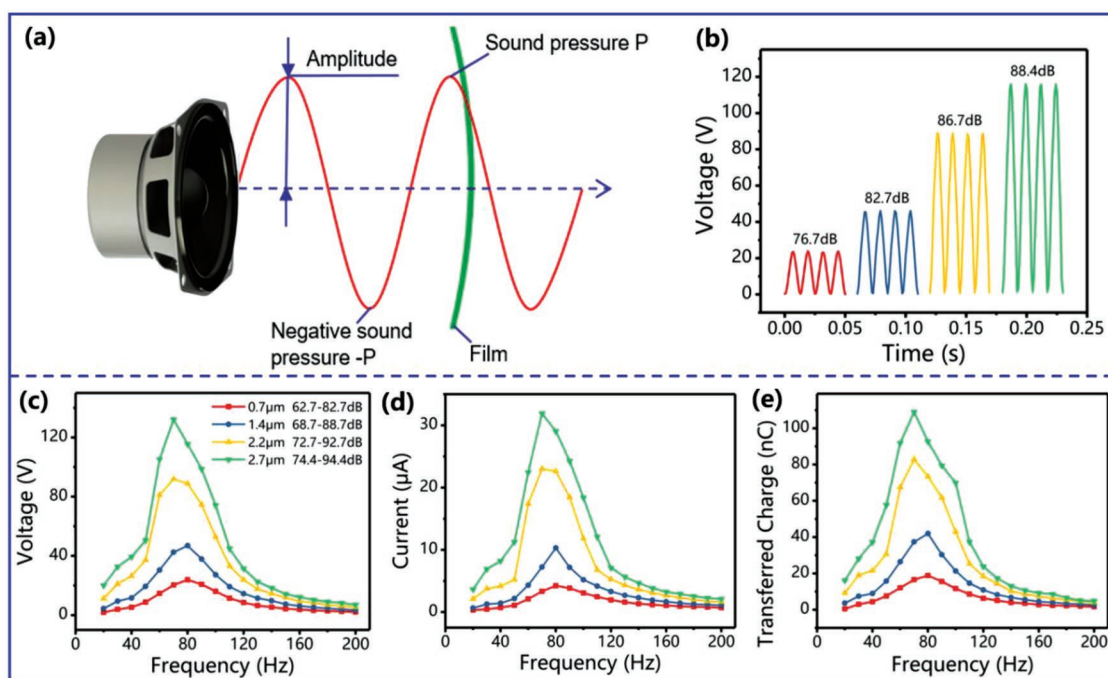 (a)
Amplitude
Sound pressure P
Negative sound
pressure -P
Film
(b)
Voltage (V)
120
100
80
60
40
20
0
76.7dB
82.7dB
86.7dB
88.4dB
0.00 0.05 0.10 0.15 0.20 0.25
Time (s)
(c)
Voltage (V)
120
80
40
0
0.7μm 62.7-82.7dB
1.4μm 68.7-88.7dB
2.2μm 72.7-92.7dB
2.7μm 74.4-94.4dB
0 40 80 120 160 200
Frequency (Hz)
(d)
Current (μA)
30
20
10
0
0 40 80 120 160 200
Frequency (Hz)
(e)
Transferred Charge (nC)
100
80
60
40
20
0
0 40 80 120 160 200
Frequency (Hz)